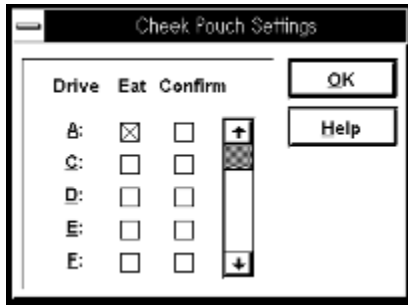 Cheek Pouch Settings
Drive Eat Confirm
A:
C:
D:
E:
F:
OK
Help